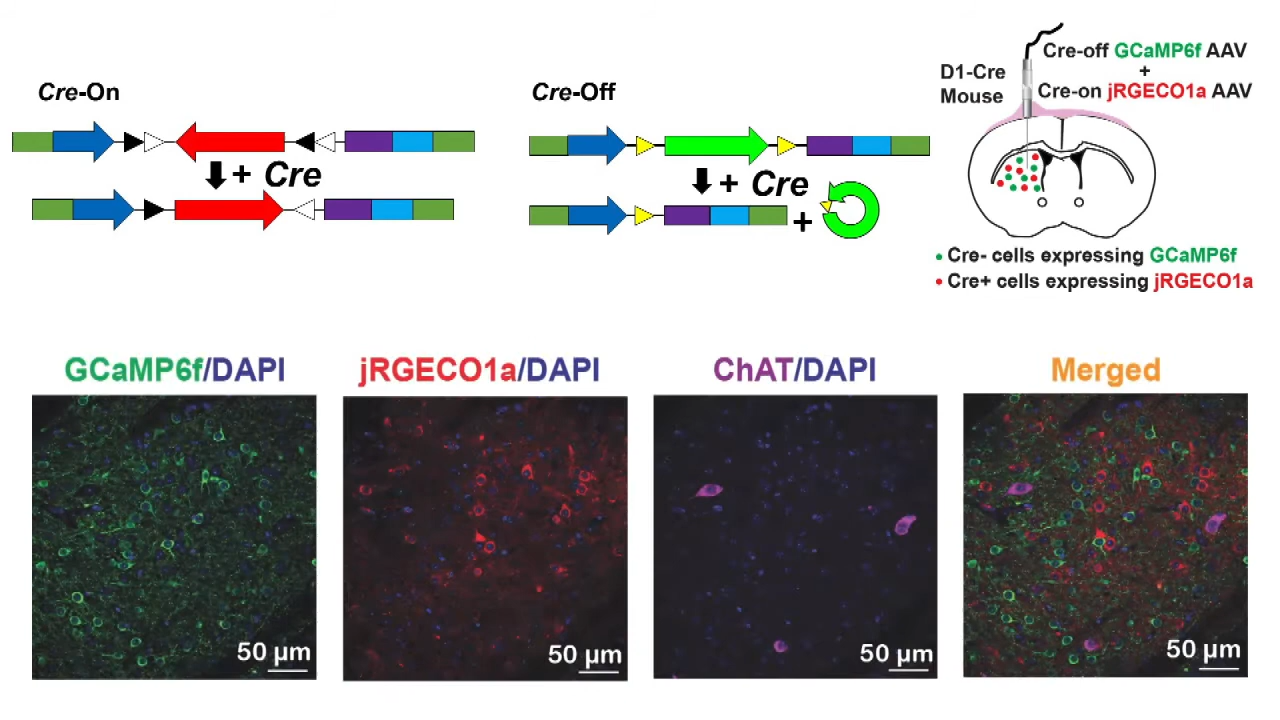 Cre-On
+ Cre
Cre-Off
+ Cre
+
D1-Cre
Mouse
Cre-off GCaMP6f AAV
+
Cre-on jRGECO1a AAV
• Cre- cells expressing GCaMP6f
• Cre+ cells expressing jRGECO1a
GCaMP6f/DAPI
jRGECO1a/DAPI
ChAT/DAPI
Merged
50 µm
50 µm
50 µm
50 µm